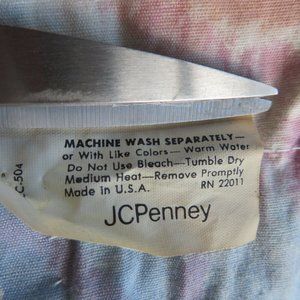 MACHINE WASH SEPARATELY—
or With Like Colors—Warm Water
Do Not Use Bleach—Tumble Dry
Medium Heat—Remove Promptly
Made in U.S.A. RN 22011
JCPenney